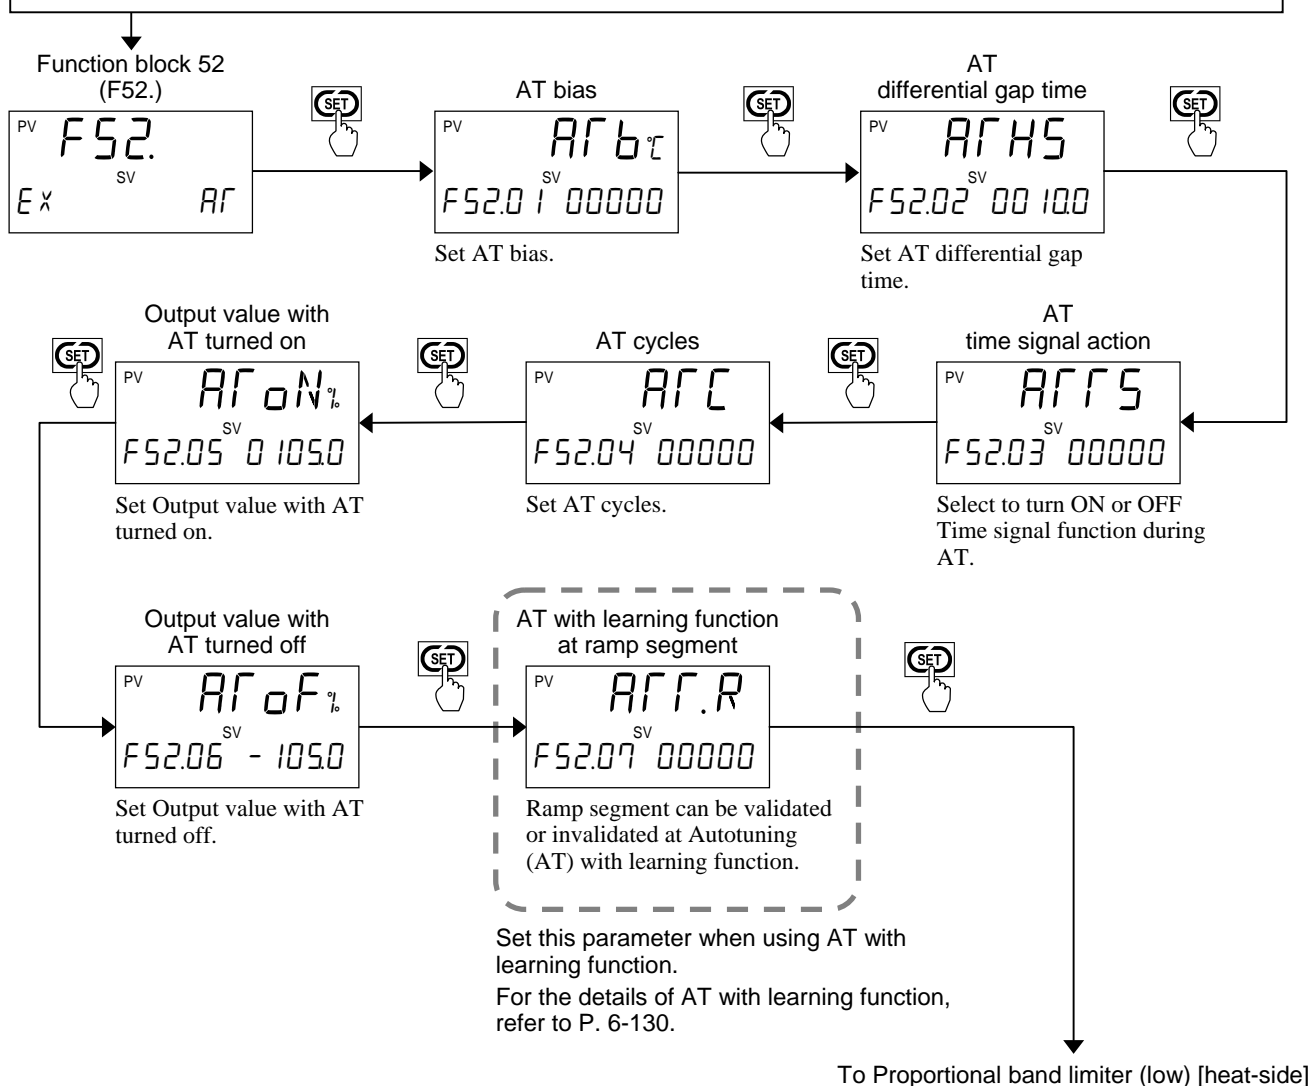 Function block 52
(F52.)
PV F52.
SV
Ex AT
SET
AT bias
PV ATb℃
SV
F52.01 00000
Set AT bias.
SET
AT
differential gap time
PV ATHS
SV
F52.02 0010.0
Set AT differential gap
time.
SET
AT
time signal action
PV ATTS
SV
F52.03 00000
Select to turn ON or OFF
Time signal function during
AT.
SET
AT cycles
PV ATC
SV
F52.04 00000
Set AT cycles.
SET
Output value with
AT turned on
PV AToN%
SV
F52.05 0105.0
Set Output value with AT
turned on.
SET
Output value with
AT turned off
PV AToF%
SV
F52.06 -105.0
Set Output value with AT
turned off.
SET
AT with learning function
at ramp segment
PV ATT.R
SV
F52.07 00000
Ramp segment can be validated
or invalidated at Autotuning
(AT) with learning function.
SET
Set this parameter when using AT with
learning function.
For the details of AT with learning function,
refer to P. 6-130.
To Proportional band limiter (low) [heat-side]